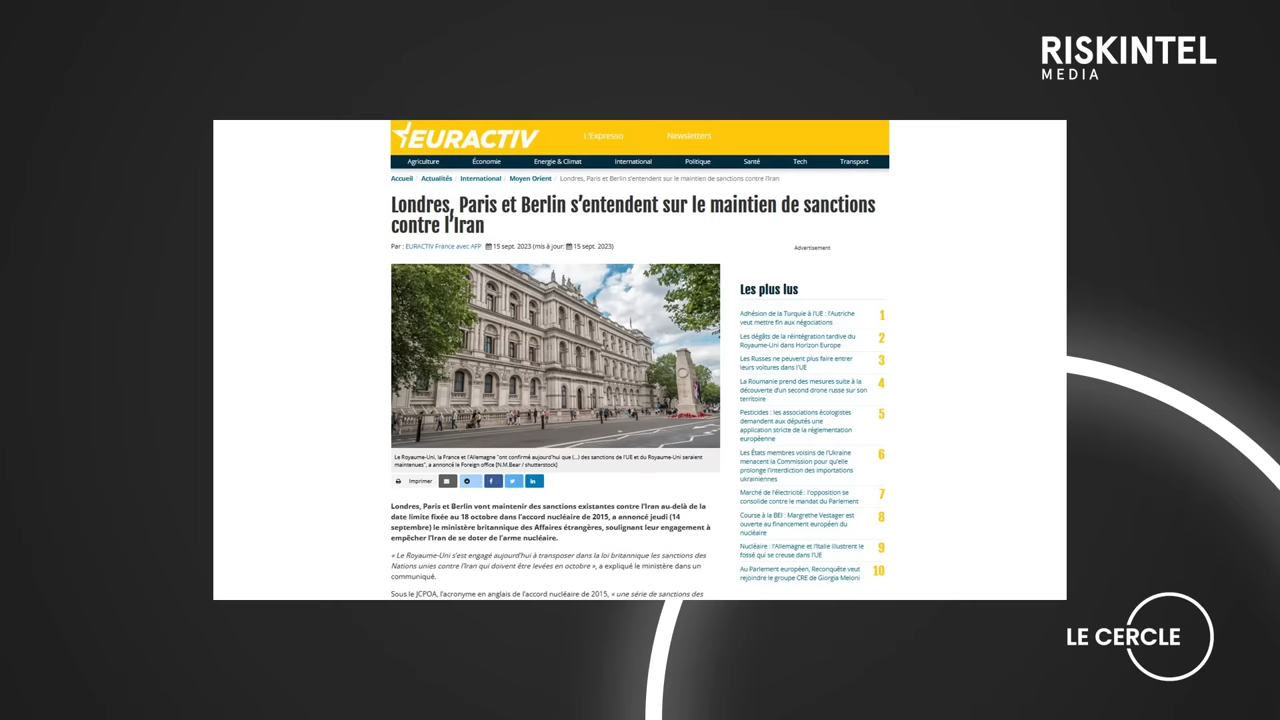 RISKINTEL
MEDIA
EURACTIV
L'Expresso
Newsletters
Agriculture
Économie
Energie & Climat
International
Politique
Santé
Tech
Transport
Accueil / Actualités / International / Moyen Orient / Londres, Paris et Berlin s'entendent sur le maintien de sanctions contre l'Iran
Londres, Paris et Berlin s'entendent sur le maintien de sanctions
contre l'Iran
Par : EURACTIV France avec AFP 15 sept. 2023 (mis à jour: 15 sept. 2023)
Advertisement
Le Royaume-Uni, la France et l'Allemagne "ont confirmé aujourd'hui que (...) des sanctions de l'UE et du Royaume-Uni seraient
maintenues", a annoncé le Foreign office [N.M.Bear / shutterstock]
Imprimer
Londres, Paris et Berlin vont maintenir des sanctions existantes contre l'Iran au-delà de la
date limite fixée au 18 octobre dans l'accord nucléaire de 2015, a annoncé jeudi (14
septembre) le ministère britannique des Affaires étrangères, soulignant leur engagement à
empêcher l'Iran de se doter de l'arme nucléaire.
« Le Royaume-Uni s'est engagé aujourd'hui à transposer dans la loi britannique les sanctions des
Nations unies contre l'Iran qui doivent être levées en octobre », a expliqué le ministère dans un
communiqué.
Sous le JCPOA, l'acronyme en anglais de l'accord nucléaire de 2015, « une série de sanctions des
Les plus lus
Adhésion de la Turquie à l'UE : l'Autriche
veut mettre fin aux négociations
1
Les dégâts de la réintégration tardive du
Royaume-Uni dans Horizon Europe
2
Les Russes ne peuvent plus faire entrer
leurs voitures dans l'UE
3
La Roumanie prend des mesures suite à la
découverte d'un second drone russe sur son
territoire
4
Pesticides : les associations écologistes
demandent aux députés une
application stricte de la réglementation
européenne
5
Les États membres voisins de l'Ukraine
menacent la Commission pour qu'elle
prolonge l'interdiction des importations
ukrainiennes
6
Marché de l'électricité : l'opposition se
consolide contre le mandat du Parlement
7
Course à la BEI : Margrethe Vestager est
ouverte au financement européen du
nucléaire
8
Nucléaire : l'Allemagne et l'Italie illustrent le
fossé qui se creuse dans l'UE
9
Au Parlement européen, Reconquête veut
rejoindre le groupe CRE de Giorgia Meloni
10
LE CERCLE